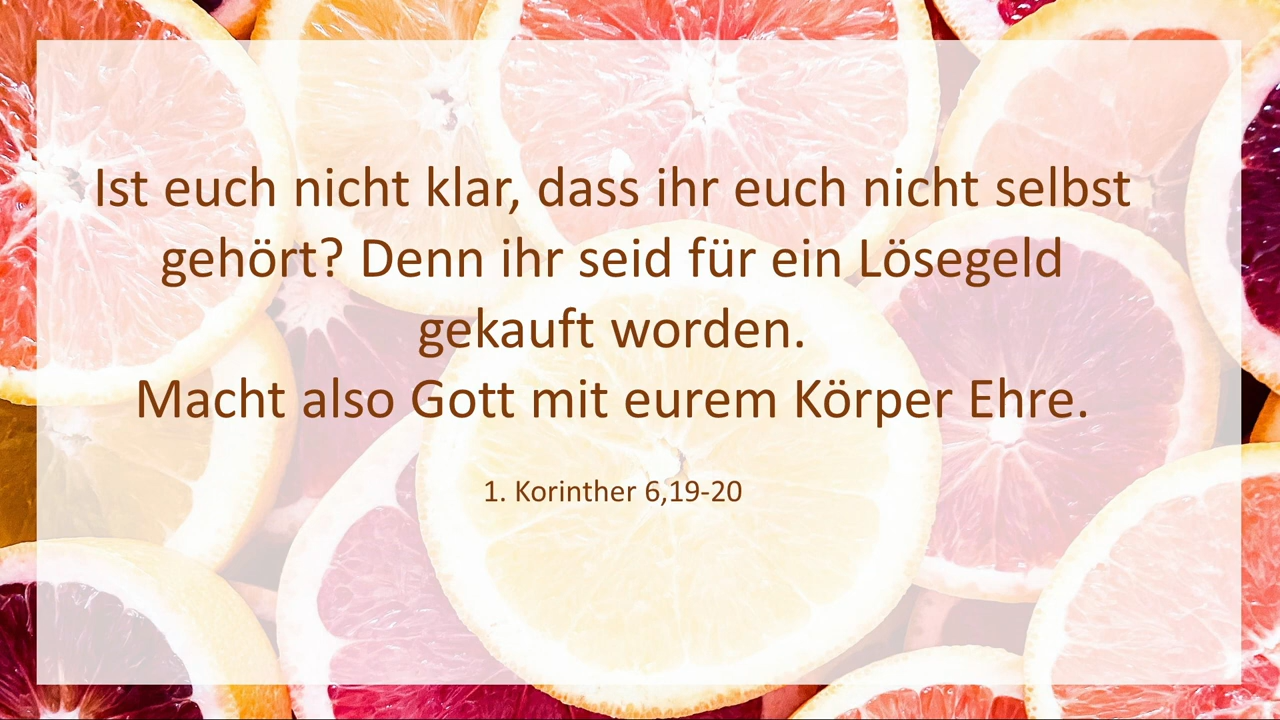 Ist euch nicht klar, dass ihr euch nicht selbst
gehört? Denn ihr seid für ein Lösegeld
gekauft worden.
Macht also Gott mit eurem Körper Ehre.
1. Korinther 6,19-20